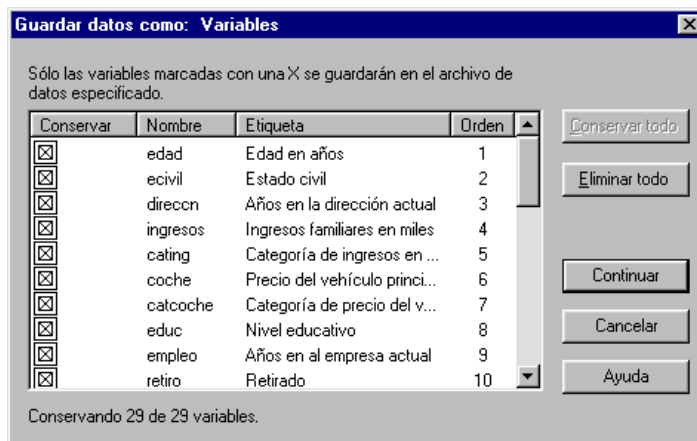 Guardar datos como: Variables
Sólo las variables marcadas con una X se guardarán en el archivo de
datos especificado.
Conservar Nombre Etiqueta Orden
edad Edad en años 1
ecivil Estado civil 2
direccn Años en la dirección actual 3
ingresos Ingresos familiares en miles 4
cating Categoría de ingresos en ... 5
coche Precio del vehículo princi... 6
catcoche Categoría de precio del v... 7
educ Nivel educativo 8
empleo Años en al empresa actual 9
retiro Retirado 10
Conservar todo
Eliminar todo
Continuar
Cancelar
Ayuda
Conservando 29 de 29 variables.